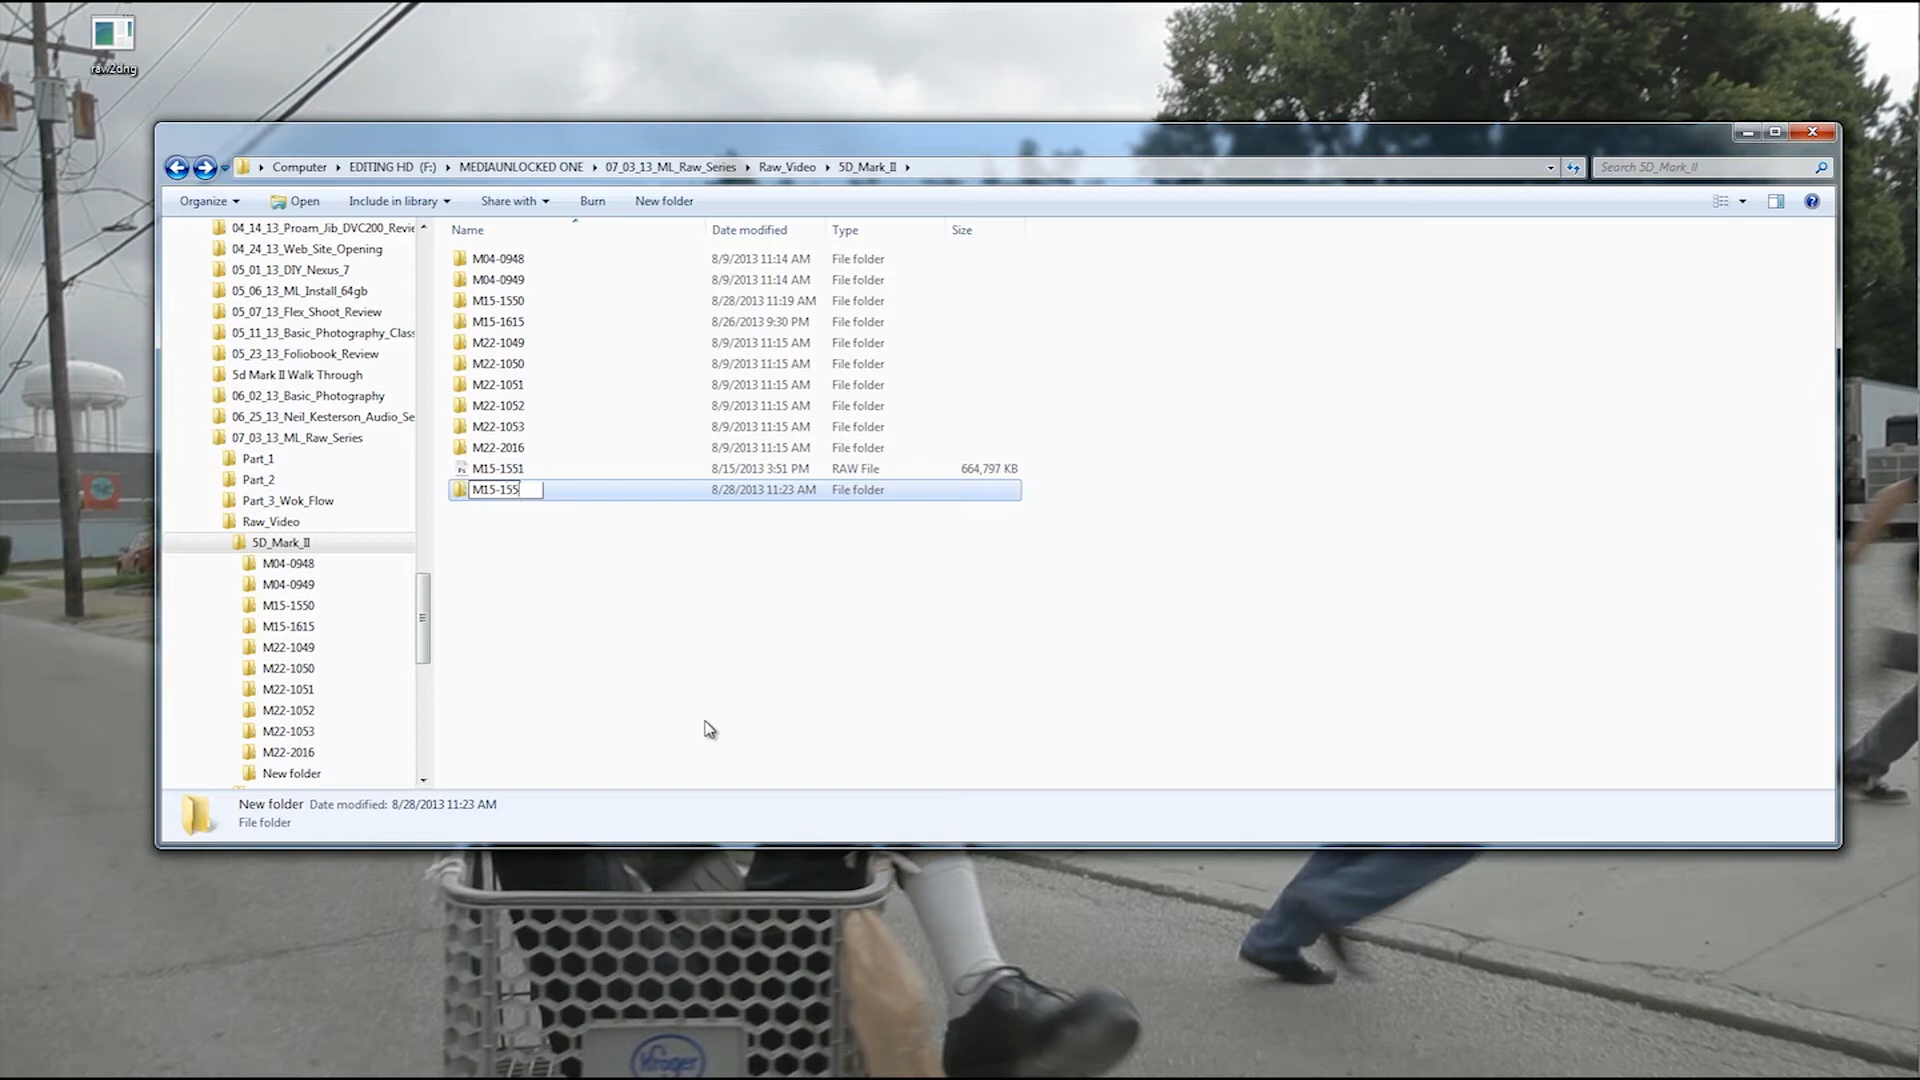 raw2dng
Computer
EDITING HD (F:)
MEDIAUNLOCKED ONE
07_03_13_ML_Raw_Series
Raw_Video
5D_Mark_II
Search 5D_Mark_II
Organize
Open
Include in library
Share with
Burn
New folder
04_14_13_Proam_Jib_DVC200_Revie
04_24_13_Web_Site_Opening
05_01_13_DIY_Nexus_7
05_06_13_ML_Install_64gb
05_07_13_Flex_Shoot_Review
05_11_13_Basic_Photography_Class
05_23_13_Foliobook_Review
5d Mark II Walk Through
06_02_13_Basic_Photography
06_25_13_Neil_Kesterson_Audio_Se
07_03_13_ML_Raw_Series
Part_1
Part_2
Part_3_Wok_Flow
Raw_Video
5D_Mark_II
M04-0948
M04-0949
M15-1550
M15-1615
M22-1049
M22-1050
M22-1051
M22-1052
M22-1053
M22-2016
New folder
Name Date modified Type Size
M04-0948 8/9/2013 11:14 AM File folder
M04-0949 8/9/2013 11:14 AM File folder
M15-1550 8/28/2013 11:19 AM File folder
M15-1615 8/26/2013 9:30 PM File folder
M22-1049 8/9/2013 11:15 AM File folder
M22-1050 8/9/2013 11:15 AM File folder
M22-1051 8/9/2013 11:15 AM File folder
M22-1052 8/9/2013 11:15 AM File folder
M22-1053 8/9/2013 11:15 AM File folder
M22-2016 8/9/2013 11:15 AM File folder
M15-1551 8/15/2013 3:51 PM RAW File 664,797 KB
M15-155 8/28/2013 11:23 AM File folder
New folder Date modified: 8/28/2013 11:23 AM
File folder
Kroger